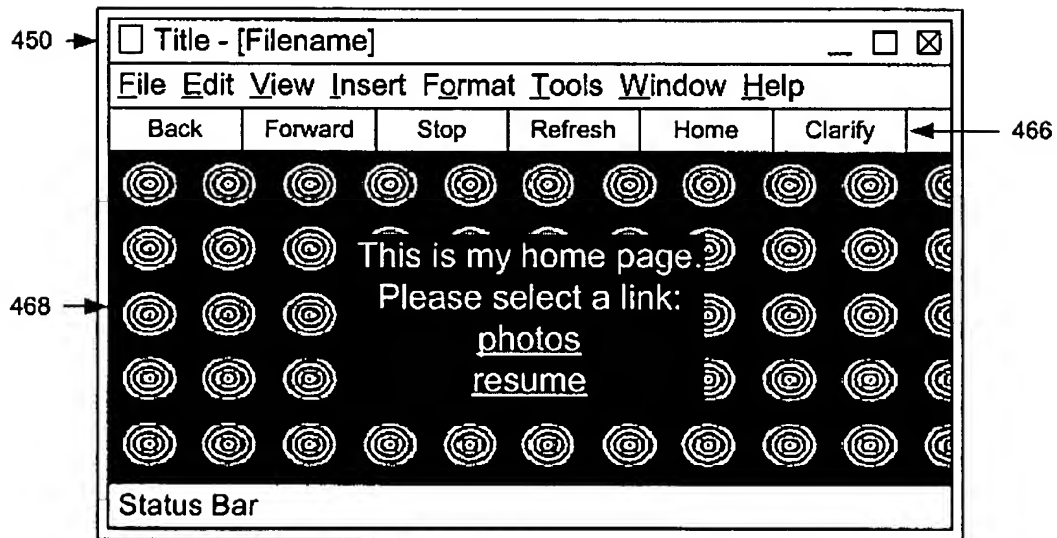 450
Title - [Filename]
File Edit View Insert Format Tools Window Help
Back Forward Stop Refresh Home Clarify
466
This is my home page.
468
Please select a link:
photos
resume
Status Bar